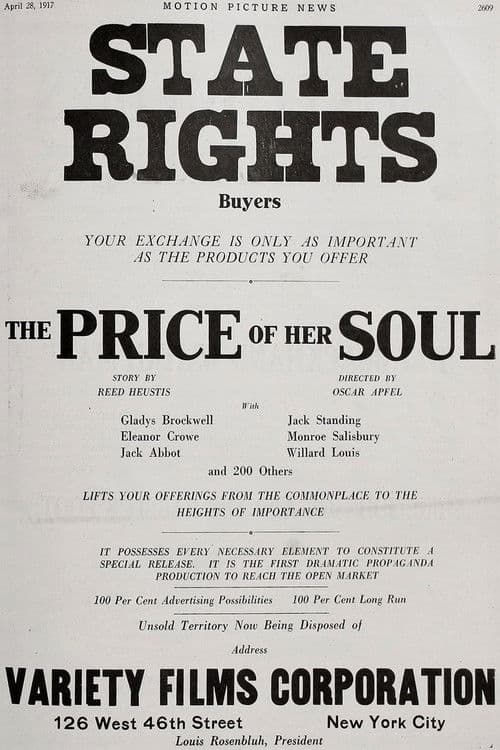 April 28, 1917 MOTION PICTURE NEWS 2609
STATE
RIGHTS
Buyers
YOUR EXCHANGE IS ONLY AS IMPORTANT
AS THE PRODUCTS YOU OFFER
THE PRICE OF HER SOUL
STORY BY DIRECTED BY
REED HEUSTIS OSCAR APFEL
With
Gladys Brockwell Jack Standing
Eleanor Crowe Monroe Salisbury
Jack Abbot Willard Louis
and 200 Others
LIFTS YOUR OFFERINGS FROM THE COMMONPLACE TO THE
HEIGHTS OF IMPORTANCE
IT POSSESSES EVERY NECESSARY ELEMENT TO CONSTITUTE A
SPECIAL RELEASE. IT IS THE FIRST DRAMATIC PROPAGANDA
PRODUCTION TO REACH THE OPEN MARKET
100 Per Cent Advertising Possibilities 100 Per Cent Long Run
Unsold Territory Now Being Disposed of
Address
VARIETY FILMS CORPORATION
126 West 46th Street New York City
Louis Rosenbluh, President